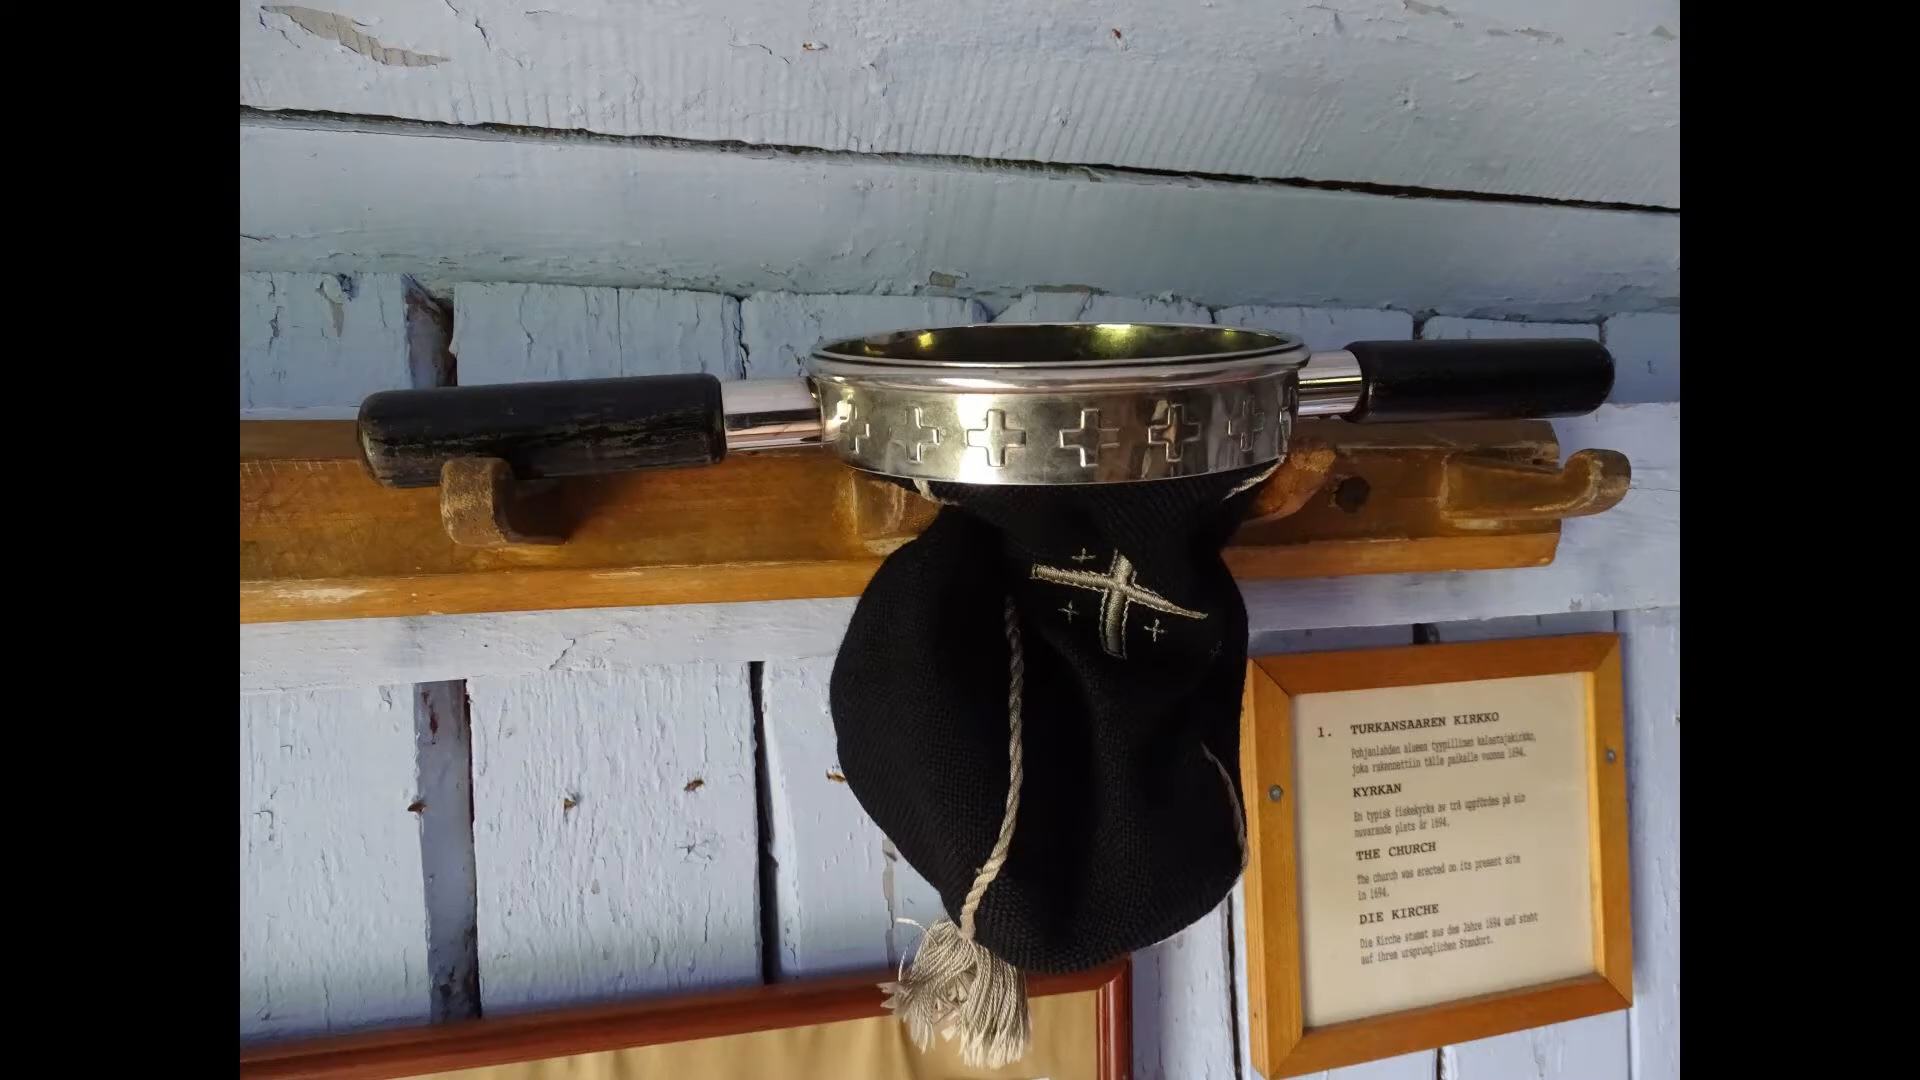 1. TURKANSAAREN KIRKKO
Pohjanlahden alueen tyypillinen kalastajakirkko,
joka rakennettiin tälle paikalle vuonna 1694.
KYRKAN
En typisk fiskekyrka av trä uppfördes på sin
nuvarande plats år 1694.
THE CHURCH
The church was erected on its present site
in 1694.
DIE KIRCHE
Die Kirche stammt aus dem Jahre 1694 und steht
auf ihrem ursprunglichen Standort.